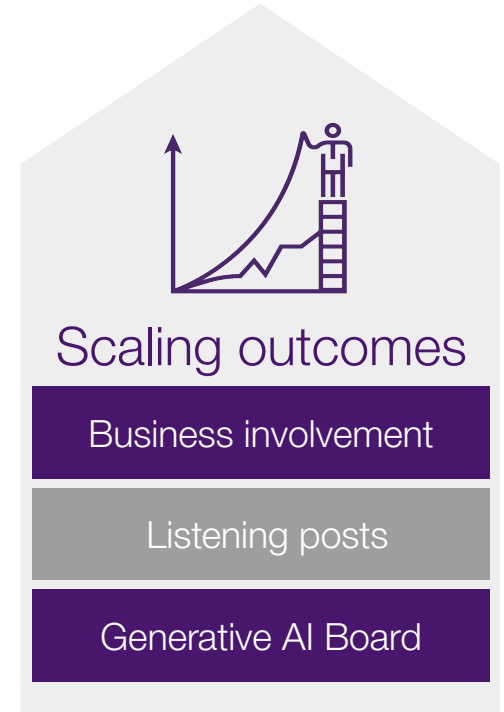 Scaling outcomes
Business involvement
Listening posts
Generative AI Board